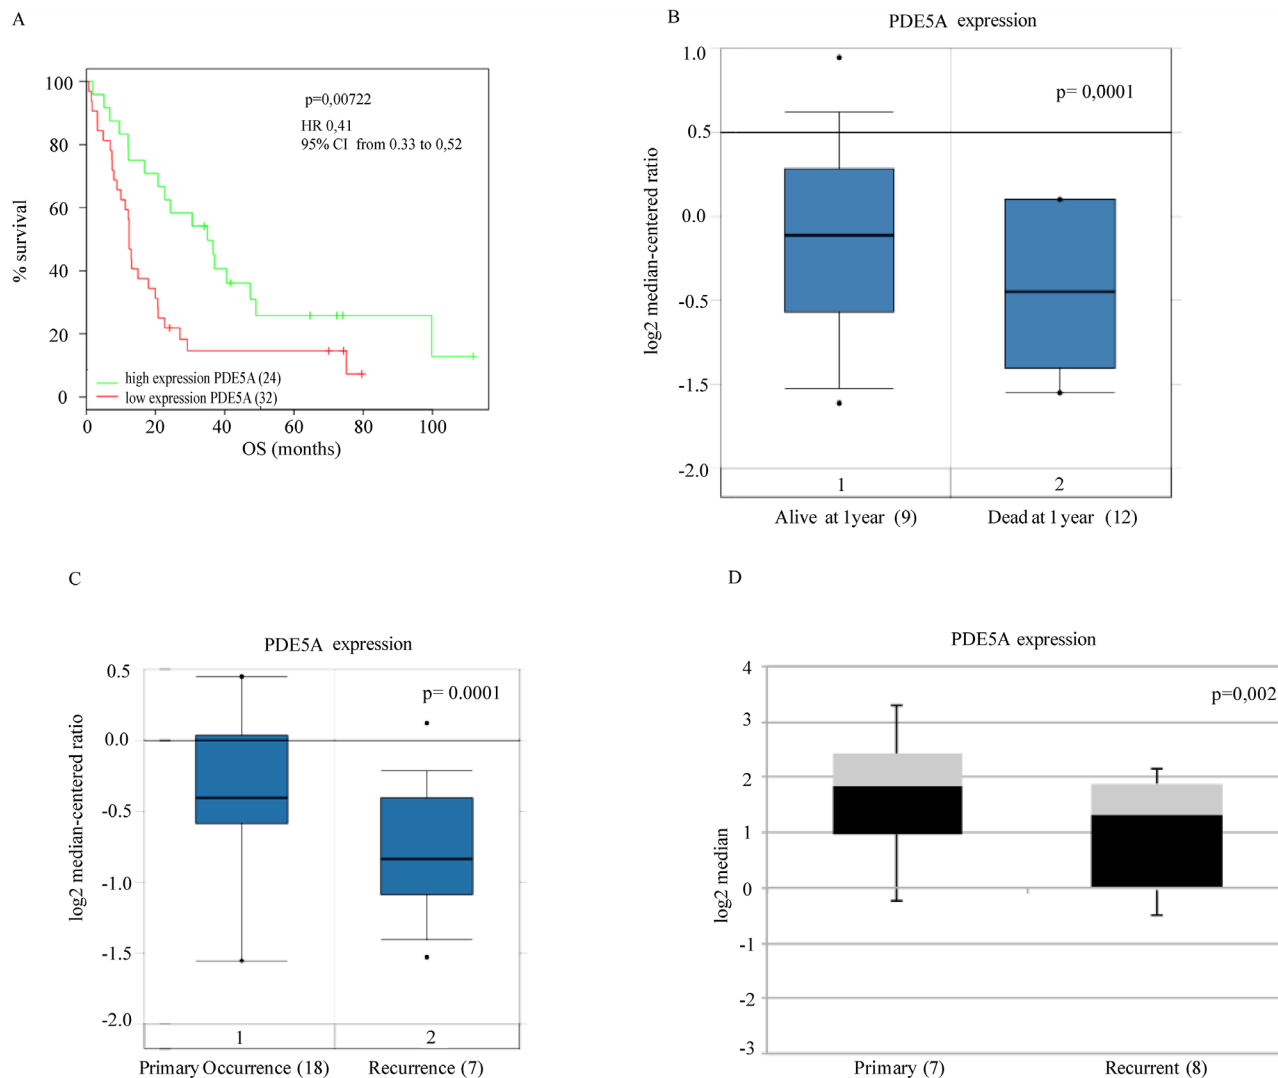 A
100
80
60
40
20
0
% survival
p=0,00722
HR 0,41
95% CI from 0.33 to 0,52
high expression PDE5A (24)
low expression PDE5A (32)
0 20 40 60 80 100
OS (months)
B
PDE5A expression
p= 0,0001
1.0
0.5
0.0
-0.5
-1.5
-2.0
log2 median-centered ratio
1 2
Alive at 1year (9) Dead at 1 year (12)
C
PDE5A expression
p= 0.0001
0.5
0.0
-0.5
-1.0
-1.5
-2.0
log2 median-centered ratio
1 2
Primary Occurrence (18) Recurrence (7)
D
PDE5A expression
p=0,002
4
3
2
1
0
-1
-2
-3
log2 median
Primary (7) Recurrent (8)